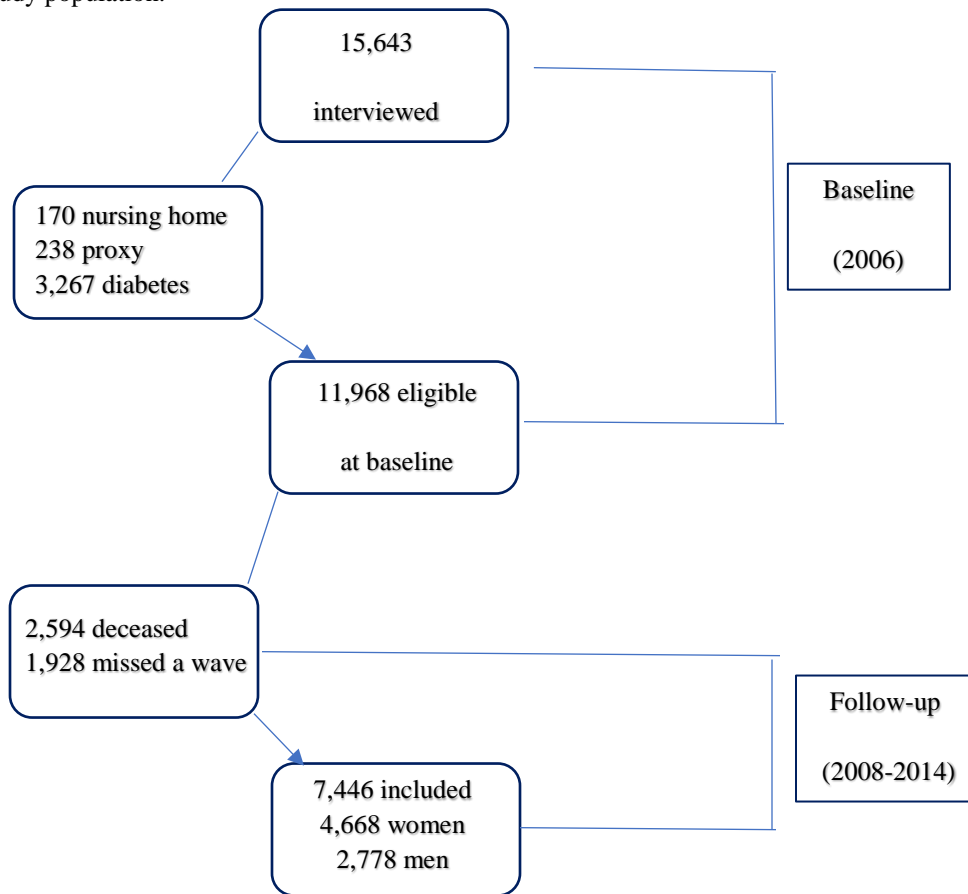 15,643
interviewed
170 nursing home
238 proxy
3,267 diabetes
Baseline
(2006)
11,968 eligible
at baseline
2,594 deceased
1,928 missed a wave
Follow-up
(2008-2014)
7,446 included
4,668 women
2,778 men